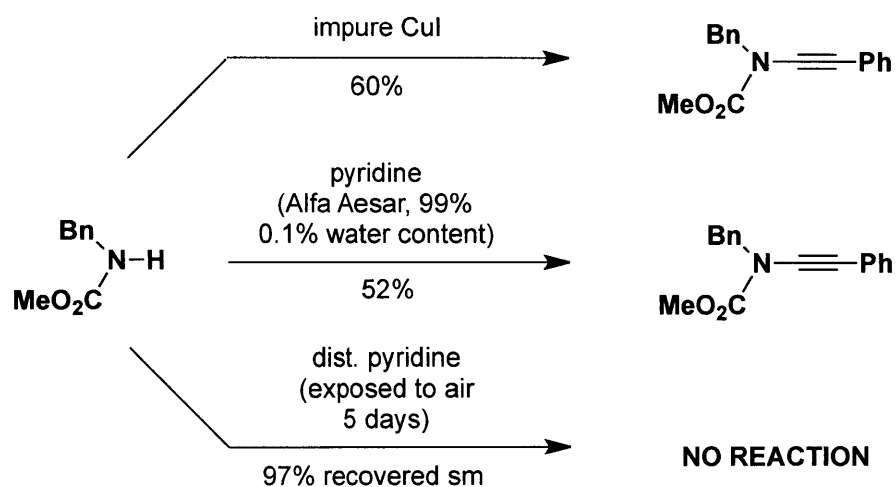 impure CuI
60%
Bn
N
Ph
MeO₂C
pyridine
(Alfa Aesar, 99%
0.1% water content)
52%
Bn
N–H
MeO₂C
Bn
N
Ph
MeO₂C
dist. pyridine
(exposed to air
5 days)
97% recovered sm
NO REACTION